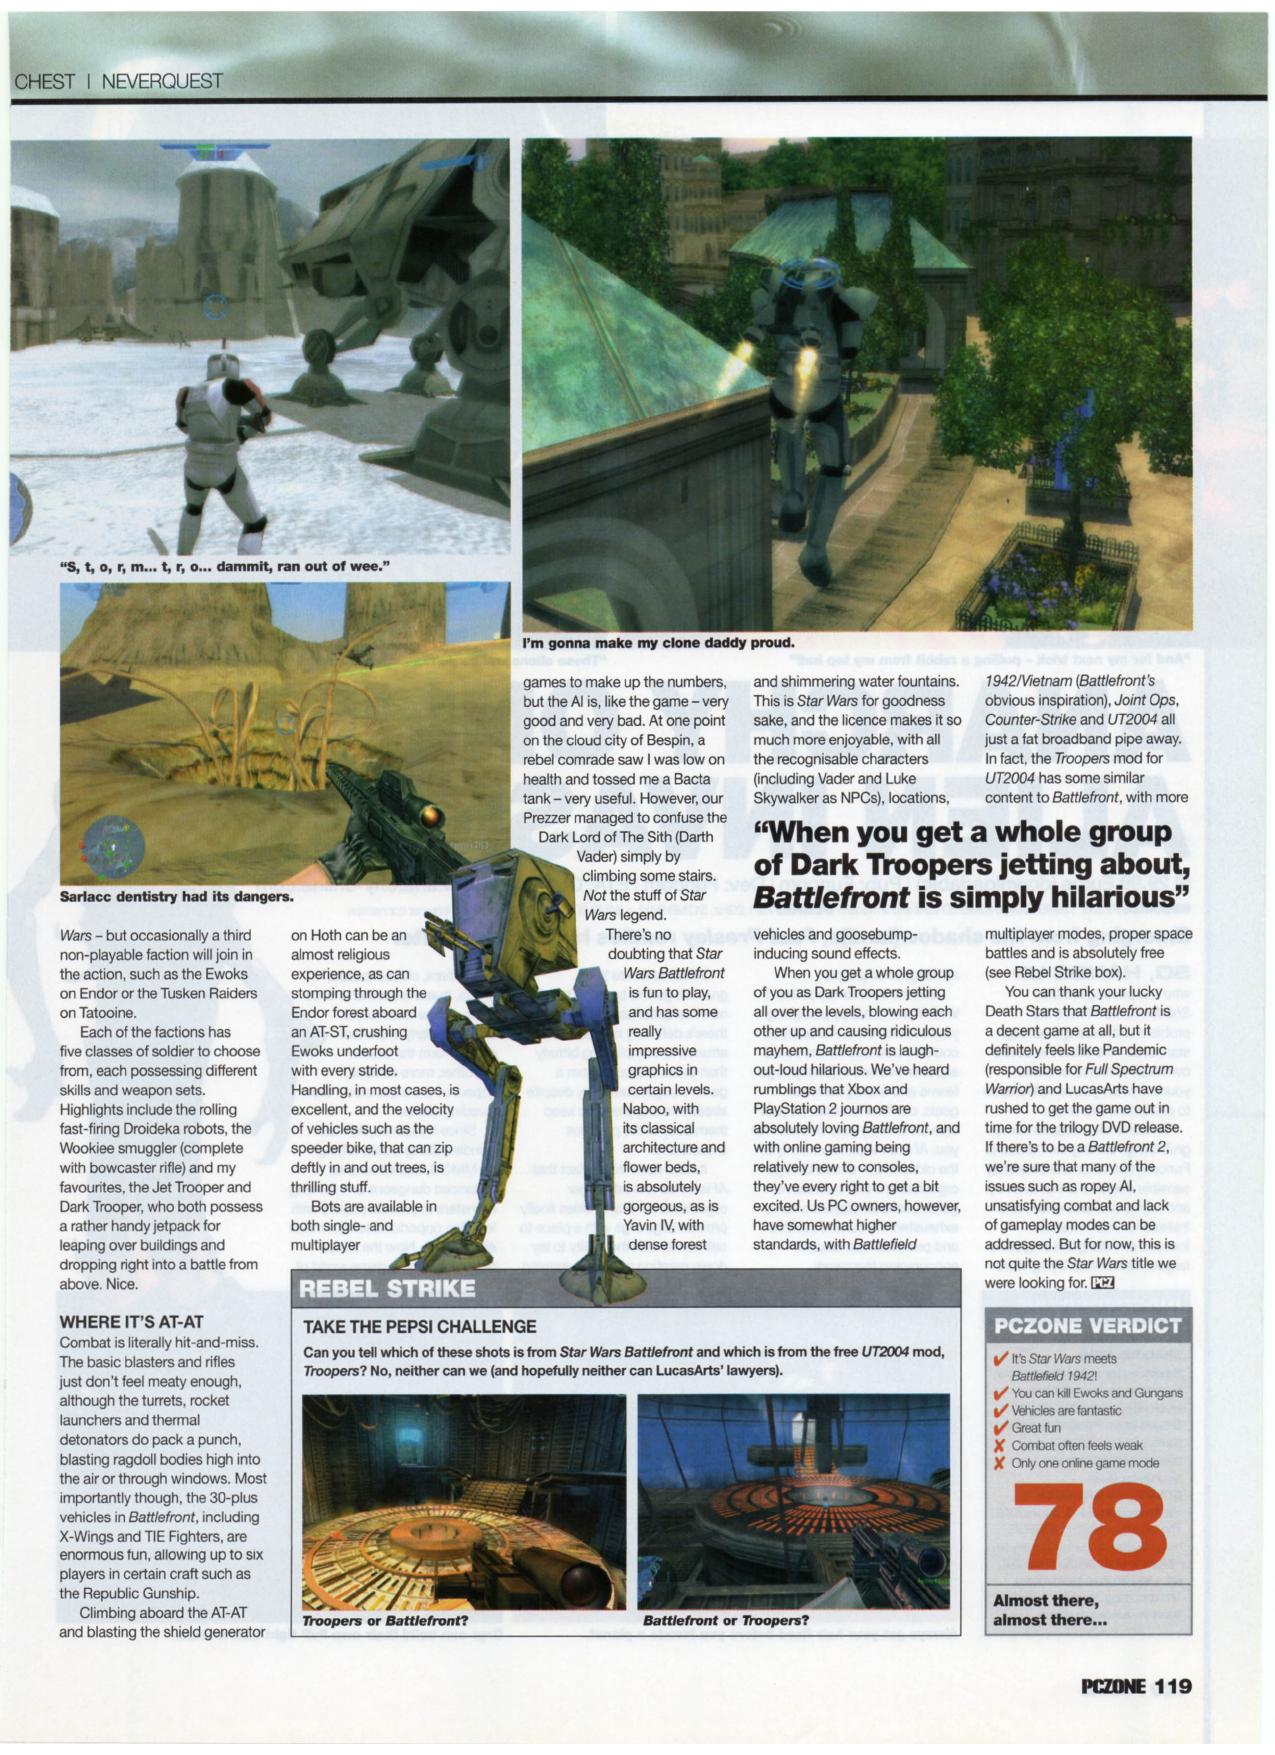 CHEST | NEVERQUEST
“S, t, o, r, m... t, r, o... dammit, ran out of wee.”
I’m gonna make my clone daddy proud.
Sarlacc dentistry had its dangers.
Wars – but occasionally a third
non-playable faction will join in
the action, such as the Ewoks
on Endor or the Tusken Raiders
on Tatooine.
Each of the factions has
five classes of soldier to choose
from, each possessing different
skills and weapon sets.
Highlights include the rolling
fast-firing Droideka robots, the
Wookiee smuggler (complete
with bowcaster rifle) and my
favourites, the Jet Trooper and
Dark Trooper, who both possess
a rather handy jetpack for
leaping over buildings and
dropping right into a battle from
above. Nice.
WHERE IT’S AT-AT
Combat is literally hit-and-miss.
The basic blasters and rifles
just don’t feel meaty enough,
although the turrets, rocket
launchers and thermal
detonators do pack a punch,
blasting ragdoll bodies high into
the air or through windows. Most
importantly though, the 30-plus
vehicles in Battlefront, including
X-Wings and TIE Fighters, are
enormous fun, allowing up to six
players in certain craft such as
the Republic Gunship.
Climbing aboard the AT-AT
and blasting the shield generator
on Hoth can be an
almost religious
experience, as can
stomping through the
Endor forest aboard
an AT-ST, crushing
Ewoks underfoot
with every stride.
Handling, in most cases, is
excellent, and the velocity
of vehicles such as the
speeder bike, that can zip
deftly in and out trees, is
thrilling stuff.
Bots are available in
both single- and
multiplayer
games to make up the numbers,
but the AI is, like the game – very
good and very bad. At one point
on the cloud city of Bespin, a
rebel comrade saw I was low on
health and tossed me a Bacta
tank – very useful. However, our
Prezzer managed to confuse the
Dark Lord of The Sith (Darth
Vader) simply by
climbing some stairs.
Not the stuff of Star
Wars legend.
There’s no
doubting that Star
Wars Battlefront
is fun to play,
and has some
really
impressive
graphics in
certain levels.
Naboo, with
its classical
architecture and
flower beds,
is absolutely
gorgeous, as is
Yavin IV, with
dense forest
and shimmering water fountains.
This is Star Wars for goodness
sake, and the licence makes it so
much more enjoyable, with all
the recognisable characters
(including Vader and Luke
Skywalker as NPCs), locations,
“When you get a whole group
of Dark Troopers jetting about,
Battlefront is simply hilarious”
vehicles and goosebump-
inducing sound effects.
When you get a whole group
of you as Dark Troopers jetting
all over the levels, blowing each
other up and causing ridiculous
mayhem, Battlefront is laugh-
out-loud hilarious. We’ve heard
rumblings that Xbox and
PlayStation 2 journos are
absolutely loving Battlefront, and
with online gaming being
relatively new to consoles,
they’ve every right to get a bit
excited. Us PC owners, however,
have somewhat higher
standards, with Battlefield
1942/Vietnam (Battlefront’s
obvious inspiration), Joint Ops,
Counter-Strike and UT2004 all
just a fat broadband pipe away.
In fact, the Troopers mod for
UT2004 has some similar
content to Battlefront, with more
multiplayer modes, proper space
battles and is absolutely free
(see Rebel Strike box).
You can thank your lucky
Death Stars that Battlefront is
a decent game at all, but it
definitely feels like Pandemic
(responsible for Full Spectrum
Warrior) and LucasArts have
rushed to get the game out in
time for the trilogy DVD release.
If there’s to be a Battlefront 2,
we’re sure that many of the
issues such as ropey AI,
unsatisfying combat and lack
of gameplay modes can be
addressed. But for now, this is
not quite the Star Wars title we
were looking for. PCZ
REBEL STRIKE
TAKE THE PEPSI CHALLENGE
Can you tell which of these shots is from Star Wars Battlefront and which is from the free UT2004 mod,
Troopers? No, neither can we (and hopefully neither can LucasArts’ lawyers).
Troopers or Battlefront?
Battlefront or Troopers?
PCZONE VERDICT
✔ It’s Star Wars meets
Battlefield 1942!
✔ You can kill Ewoks and Gungans
✔ Vehicles are fantastic
✔ Great fun
✘ Combat often feels weak
✘ Only one online game mode
78
Almost there,
almost there...
PCZONE 119